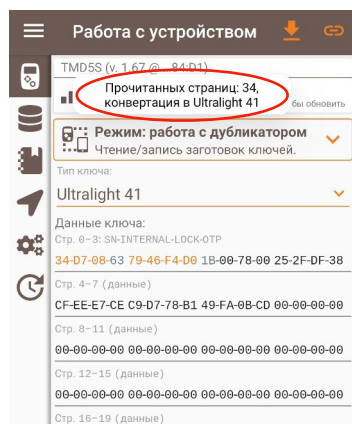 Работа с устройством
TMD5S (v. 1.67 @ ...84:D1)
Прочитанных страниц: 34,
конвертация в Ultralight 41
бы обновить
Режим: работа с дубликатором
Чтение/запись заготовок ключей.
Тип ключа:
Ultralight 41
Данные ключа:
Стр. 0-3: SN-INTERNAL-LOCK-OTP
34-D7-08-63 79-46-F4-D0 1B-00-78-00 25-2F-DF-38
Стр. 4-7 (данные)
CF-EE-E7-CE C9-D7-78-B1 49-FA-0B-CD 00-00-00-00
Стр. 8-11 (данные)
00-00-00-00 00-00-00-00 00-00-00-00 00-00-00-00
Стр. 12-15 (данные)
00-00-00-00 00-00-00-00 00-00-00-00 00-00-00-00
Стр. 16-19 (данные)